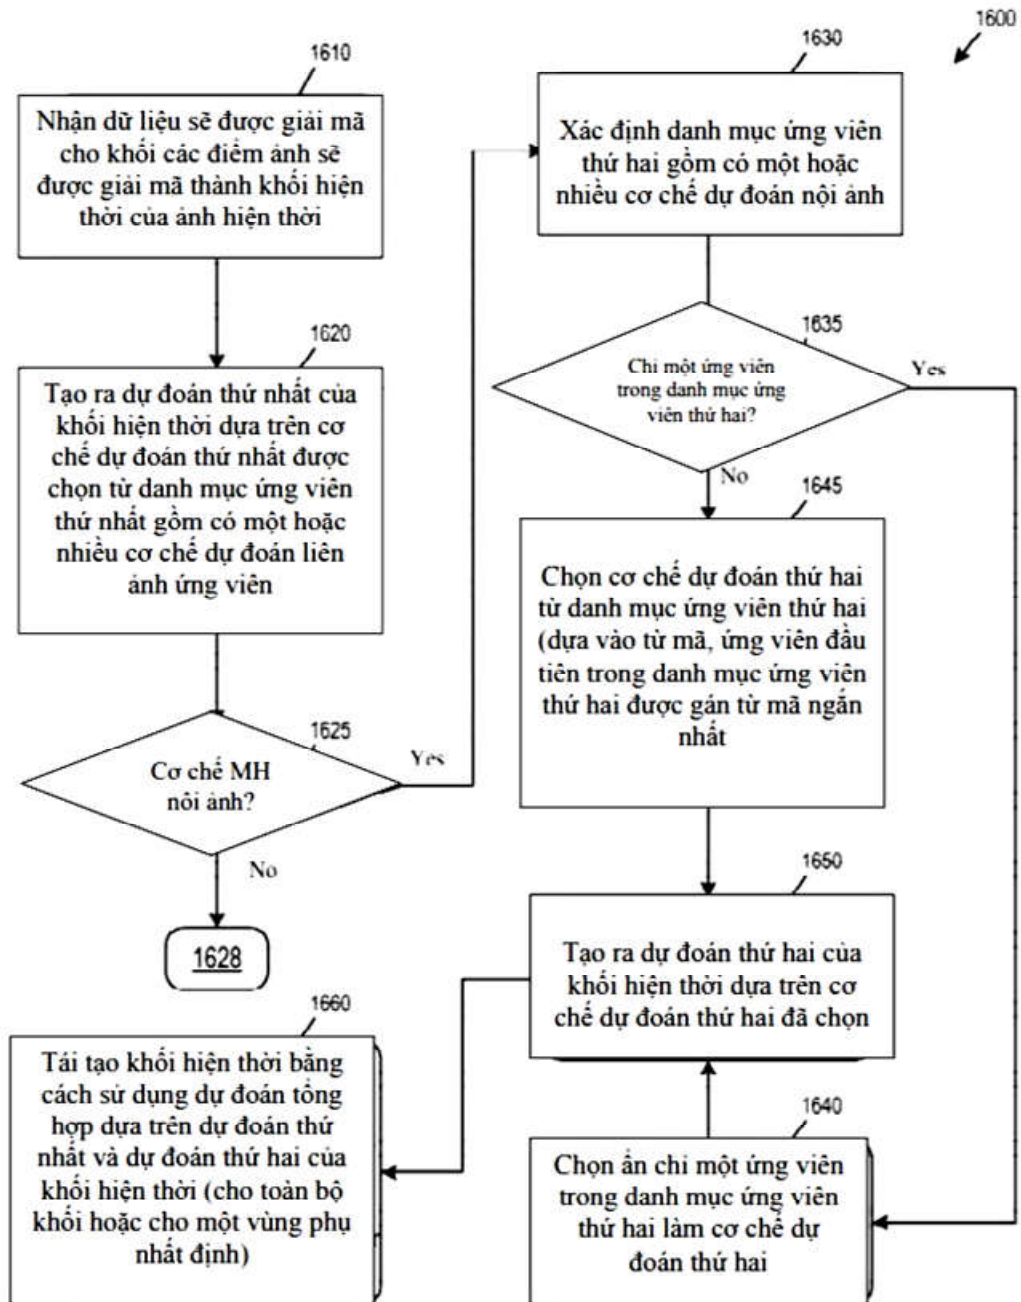 1600
1610
Nhận dữ liệu sẽ được giải mã
cho khối các điểm ảnh sẽ
được giải mã thành khối hiện
thời của ảnh hiện thời
1620
Tạo ra dự đoán thứ nhất của
khối hiện thời dựa trên cơ
chế dự đoán thứ nhất được
chọn từ danh mục ứng viên
thứ nhất gồm có một hoặc
nhiều cơ chế dự đoán liên
ảnh ứng viên
1625
Cơ chế MH
nôi ảnh?
Yes
No
1628
1630
Xác định danh mục ứng viên
thứ hai gồm có một hoặc
nhiều cơ chế dự đoán nội ảnh
1635
Chỉ một ứng viên
trong danh mục ứng
viên thứ hai?
Yes
No
1645
Chọn cơ chế dự đoán thứ hai
từ danh mục ứng viên thứ hai
(dựa vào từ mã, ứng viên đầu
tiên trong danh mục ứng viên
thứ hai được gán từ mã ngắn
nhất
1650
Tạo ra dự đoán thứ hai của
khối hiện thời dựa trên cơ
chế dự đoán thứ hai đã chọn
1640
Chọn ẩn chỉ một ứng viên
trong danh mục ứng viên
thứ hai làm cơ chế dự
đoán thứ hai
1660
Tái tạo khối hiện thời bằng
cách sử dụng dự đoán tổng
hợp dựa trên dự đoán thứ
nhất và dự đoán thứ hai của
khối hiện thời (cho toàn bộ
khối hoặc cho một vùng phụ
nhất định)